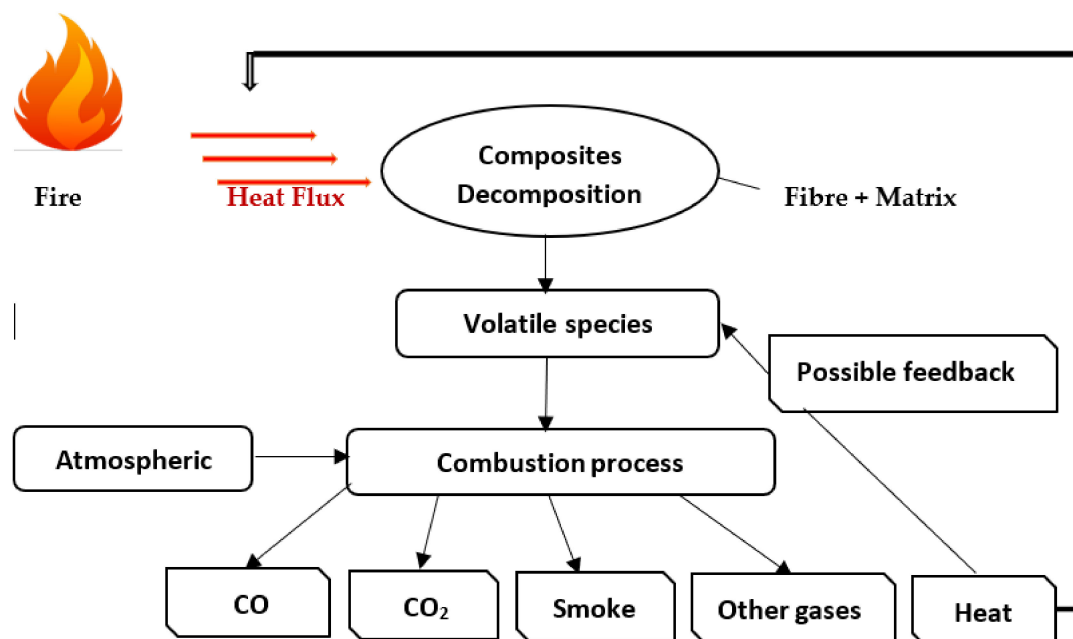 Composites
Decomposition
Fire
Heat Flux
Fibre + Matrix
Volatile species
Possible feedback
Atmospheric
Combustion process
CO
CO₂
Smoke
Other gases
Heat